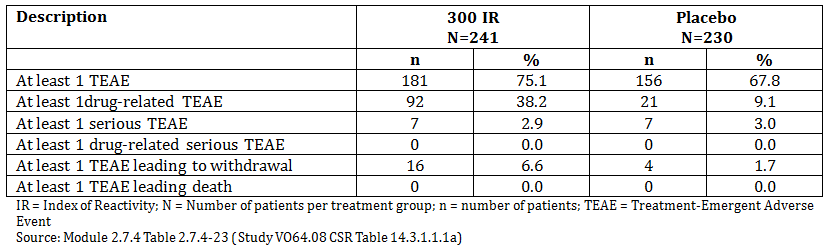 Description 300 IR N=241 Placebo N=230
n % n %
At least 1 TEAE 181 75.1 156 67.8
At least 1drug-related TEAE 92 38.2 21 9.1
At least 1 serious TEAE 7 2.9 7 3.0
At least 1 drug-related serious TEAE 0 0.0 0 0.0
At least 1 TEAE leading to withdrawal 16 6.6 4 1.7
At least 1 TEAE leading death 0 0.0 0 0.0
IR = Index of Reactivity; N = Number of patients per treatment group; n = number of patients; TEAE = Treatment-Emergent Adverse
Event
Source: Module 2.7.4 Table 2.7.4-23 (Study VO64.08 CSR Table 14.3.1.1.1a)